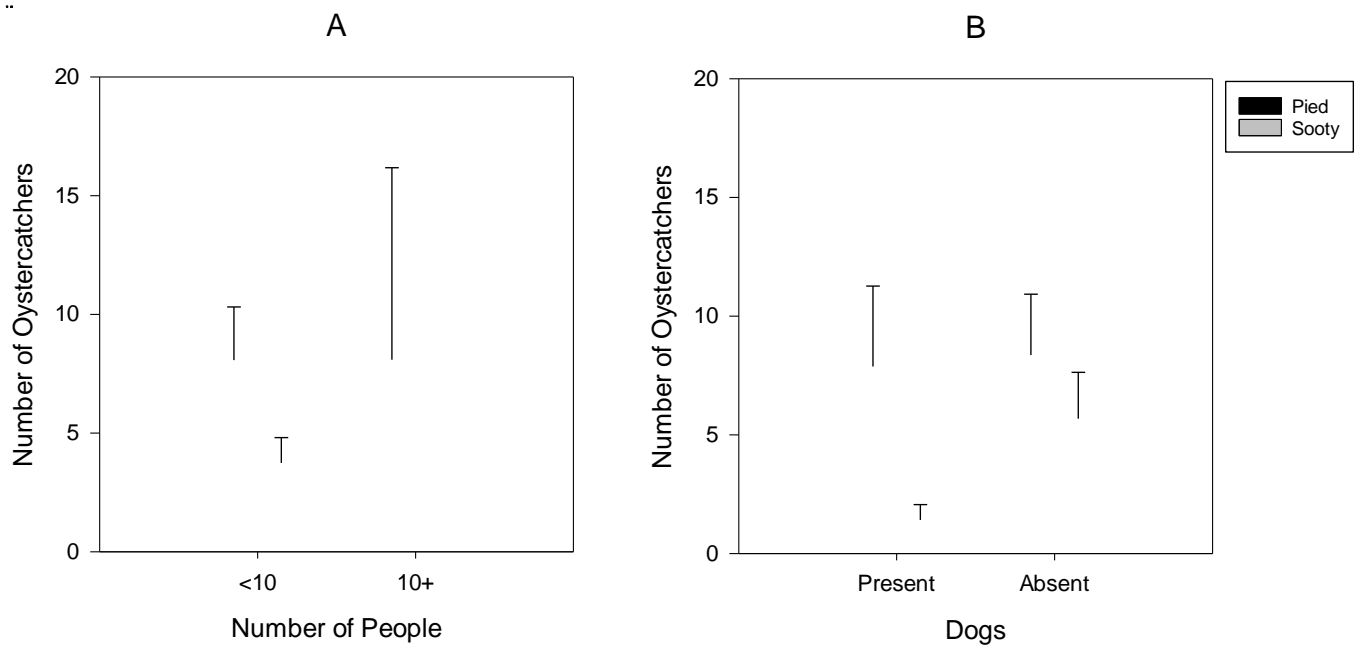 A
20
15
10
5
0
Number of Oystercatchers
<10
10+
Number of People
B
20
15
10
5
0
Number of Oystercatchers
Present
Absent
Dogs
Pied
Sooty